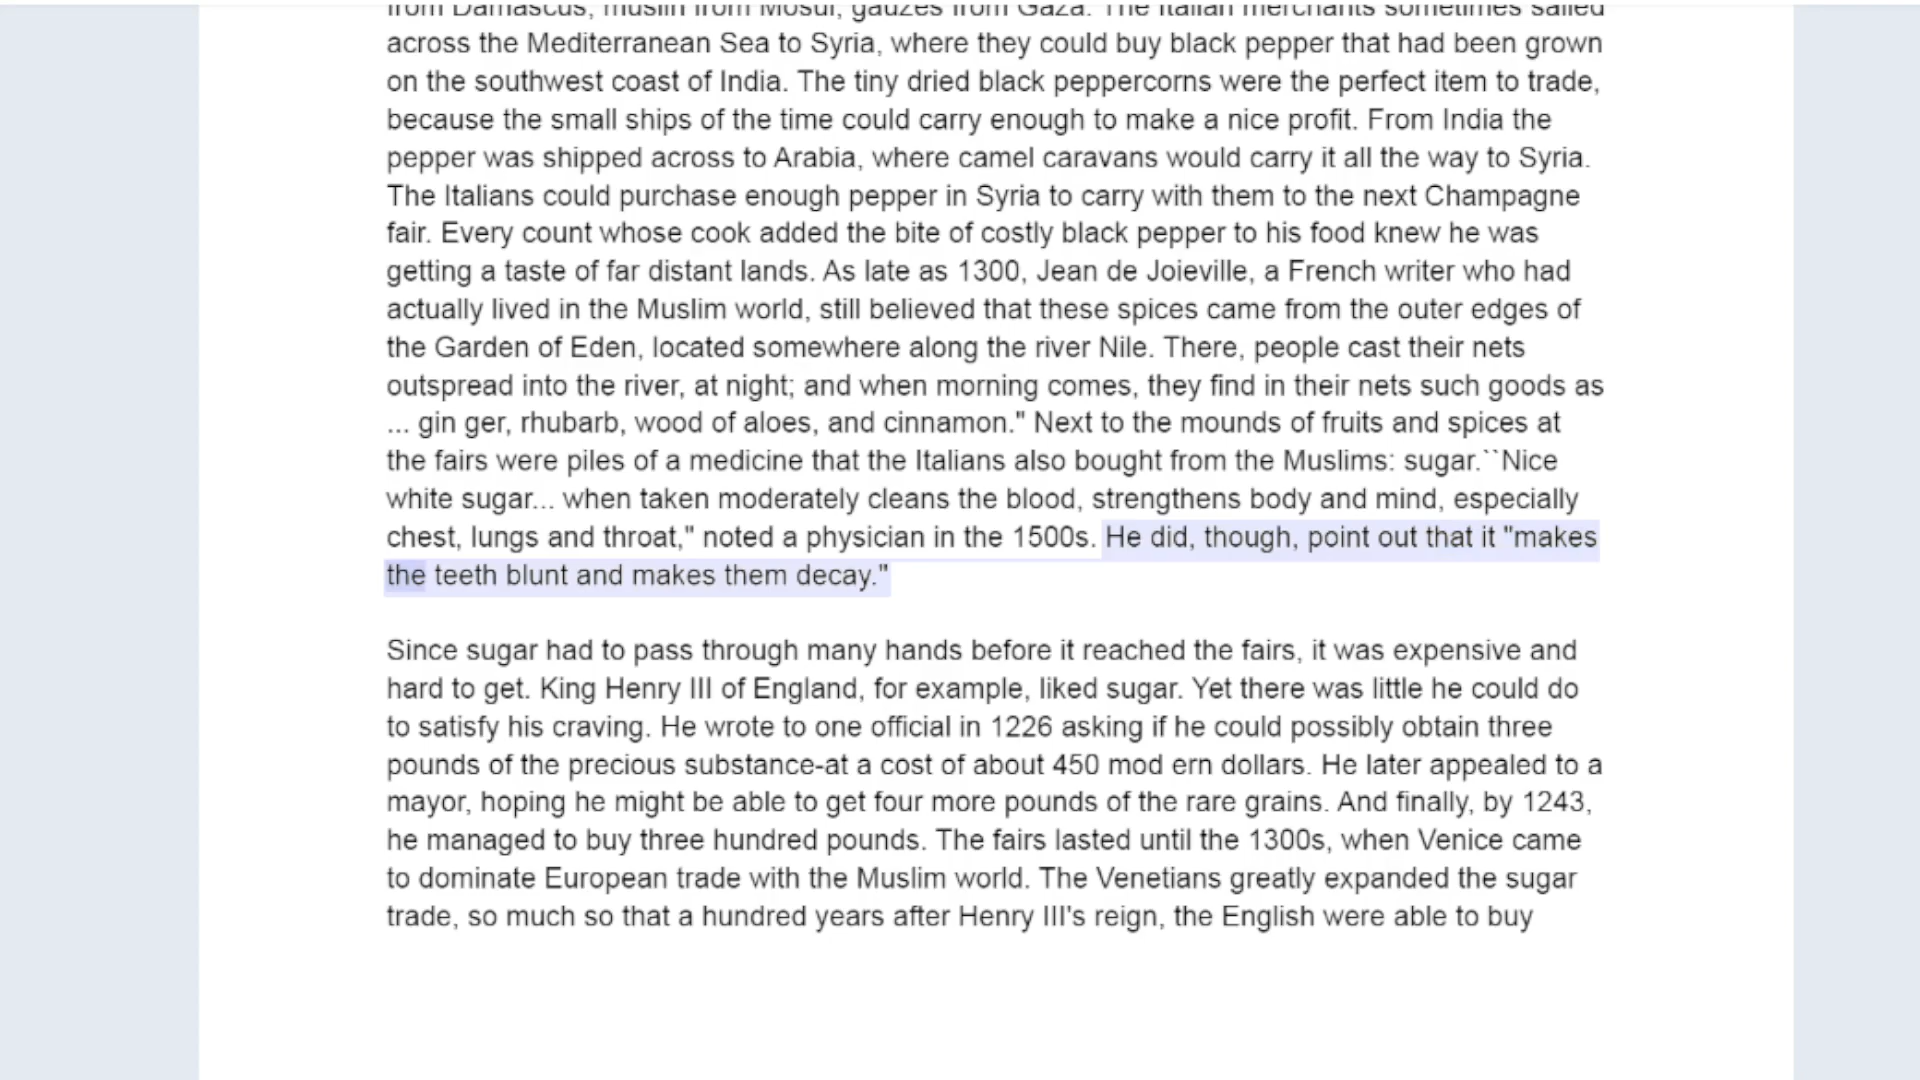 from Damascus, muslin from Mosul, gauzes from Gaza. The Italian merchants sometimes sailed
across the Mediterranean Sea to Syria, where they could buy black pepper that had been grown
on the southwest coast of India. The tiny dried black peppercorns were the perfect item to trade,
because the small ships of the time could carry enough to make a nice profit. From India the
pepper was shipped across to Arabia, where camel caravans would carry it all the way to Syria.
The Italians could purchase enough pepper in Syria to carry with them to the next Champagne
fair. Every count whose cook added the bite of costly black pepper to his food knew he was
getting a taste of far distant lands. As late as 1300, Jean de Joieville, a French writer who had
actually lived in the Muslim world, still believed that these spices came from the outer edges of
the Garden of Eden, located somewhere along the river Nile. There, people cast their nets
outspread into the river, at night; and when morning comes, they find in their nets such goods as
... gin ger, rhubarb, wood of aloes, and cinnamon." Next to the mounds of fruits and spices at
the fairs were piles of a medicine that the Italians also bought from the Muslims: sugar.``Nice
white sugar... when taken moderately cleans the blood, strengthens body and mind, especially
chest, lungs and throat," noted a physician in the 1500s. He did, though, point out that it "makes
the teeth blunt and makes them decay."
Since sugar had to pass through many hands before it reached the fairs, it was expensive and
hard to get. King Henry III of England, for example, liked sugar. Yet there was little he could do
to satisfy his craving. He wrote to one official in 1226 asking if he could possibly obtain three
pounds of the precious substance-at a cost of about 450 mod ern dollars. He later appealed to a
mayor, hoping he might be able to get four more pounds of the rare grains. And finally, by 1243,
he managed to buy three hundred pounds. The fairs lasted until the 1300s, when Venice came
to dominate European trade with the Muslim world. The Venetians greatly expanded the sugar
trade, so much so that a hundred years after Henry III's reign, the English were able to buy